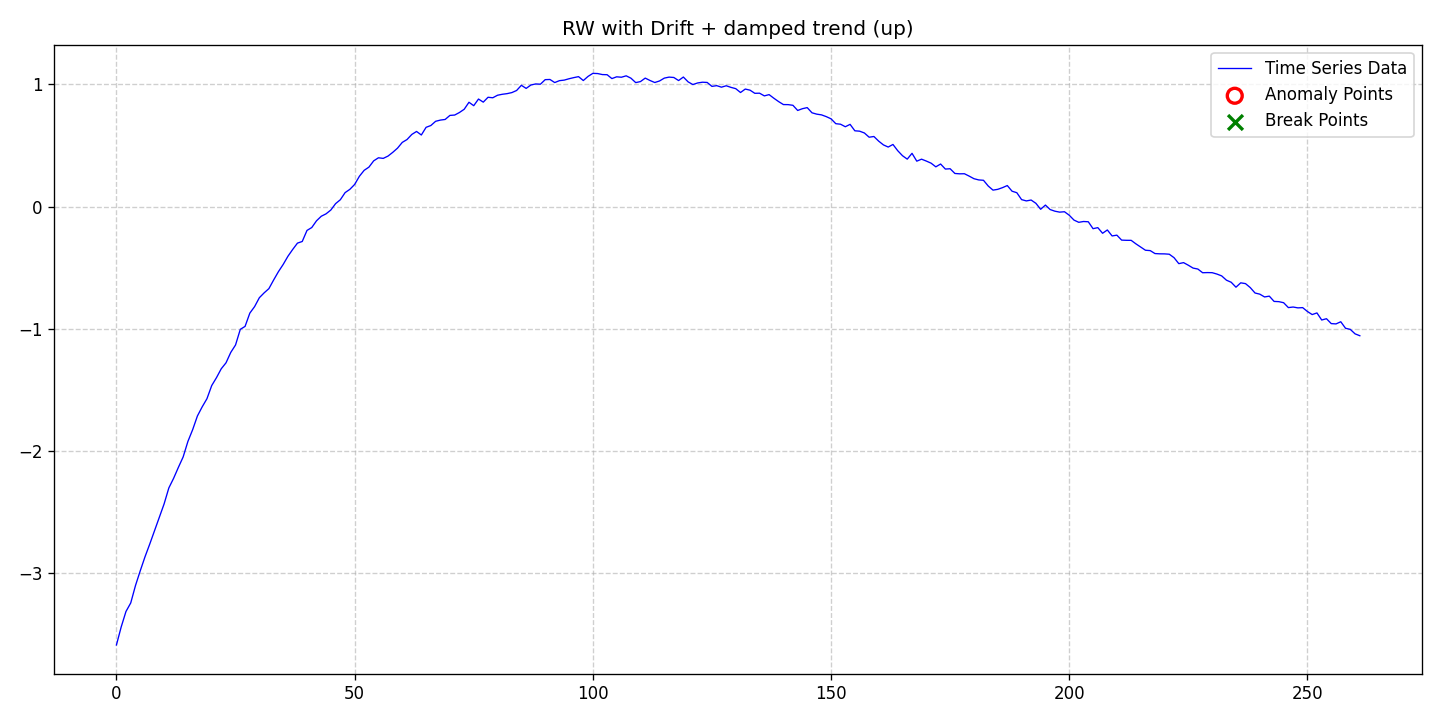 RW with Drift + damped trend (up)
Time Series Data
Anomaly Points
Break Points
1
0
−1
−2
−3
0 50 100 150 200 250